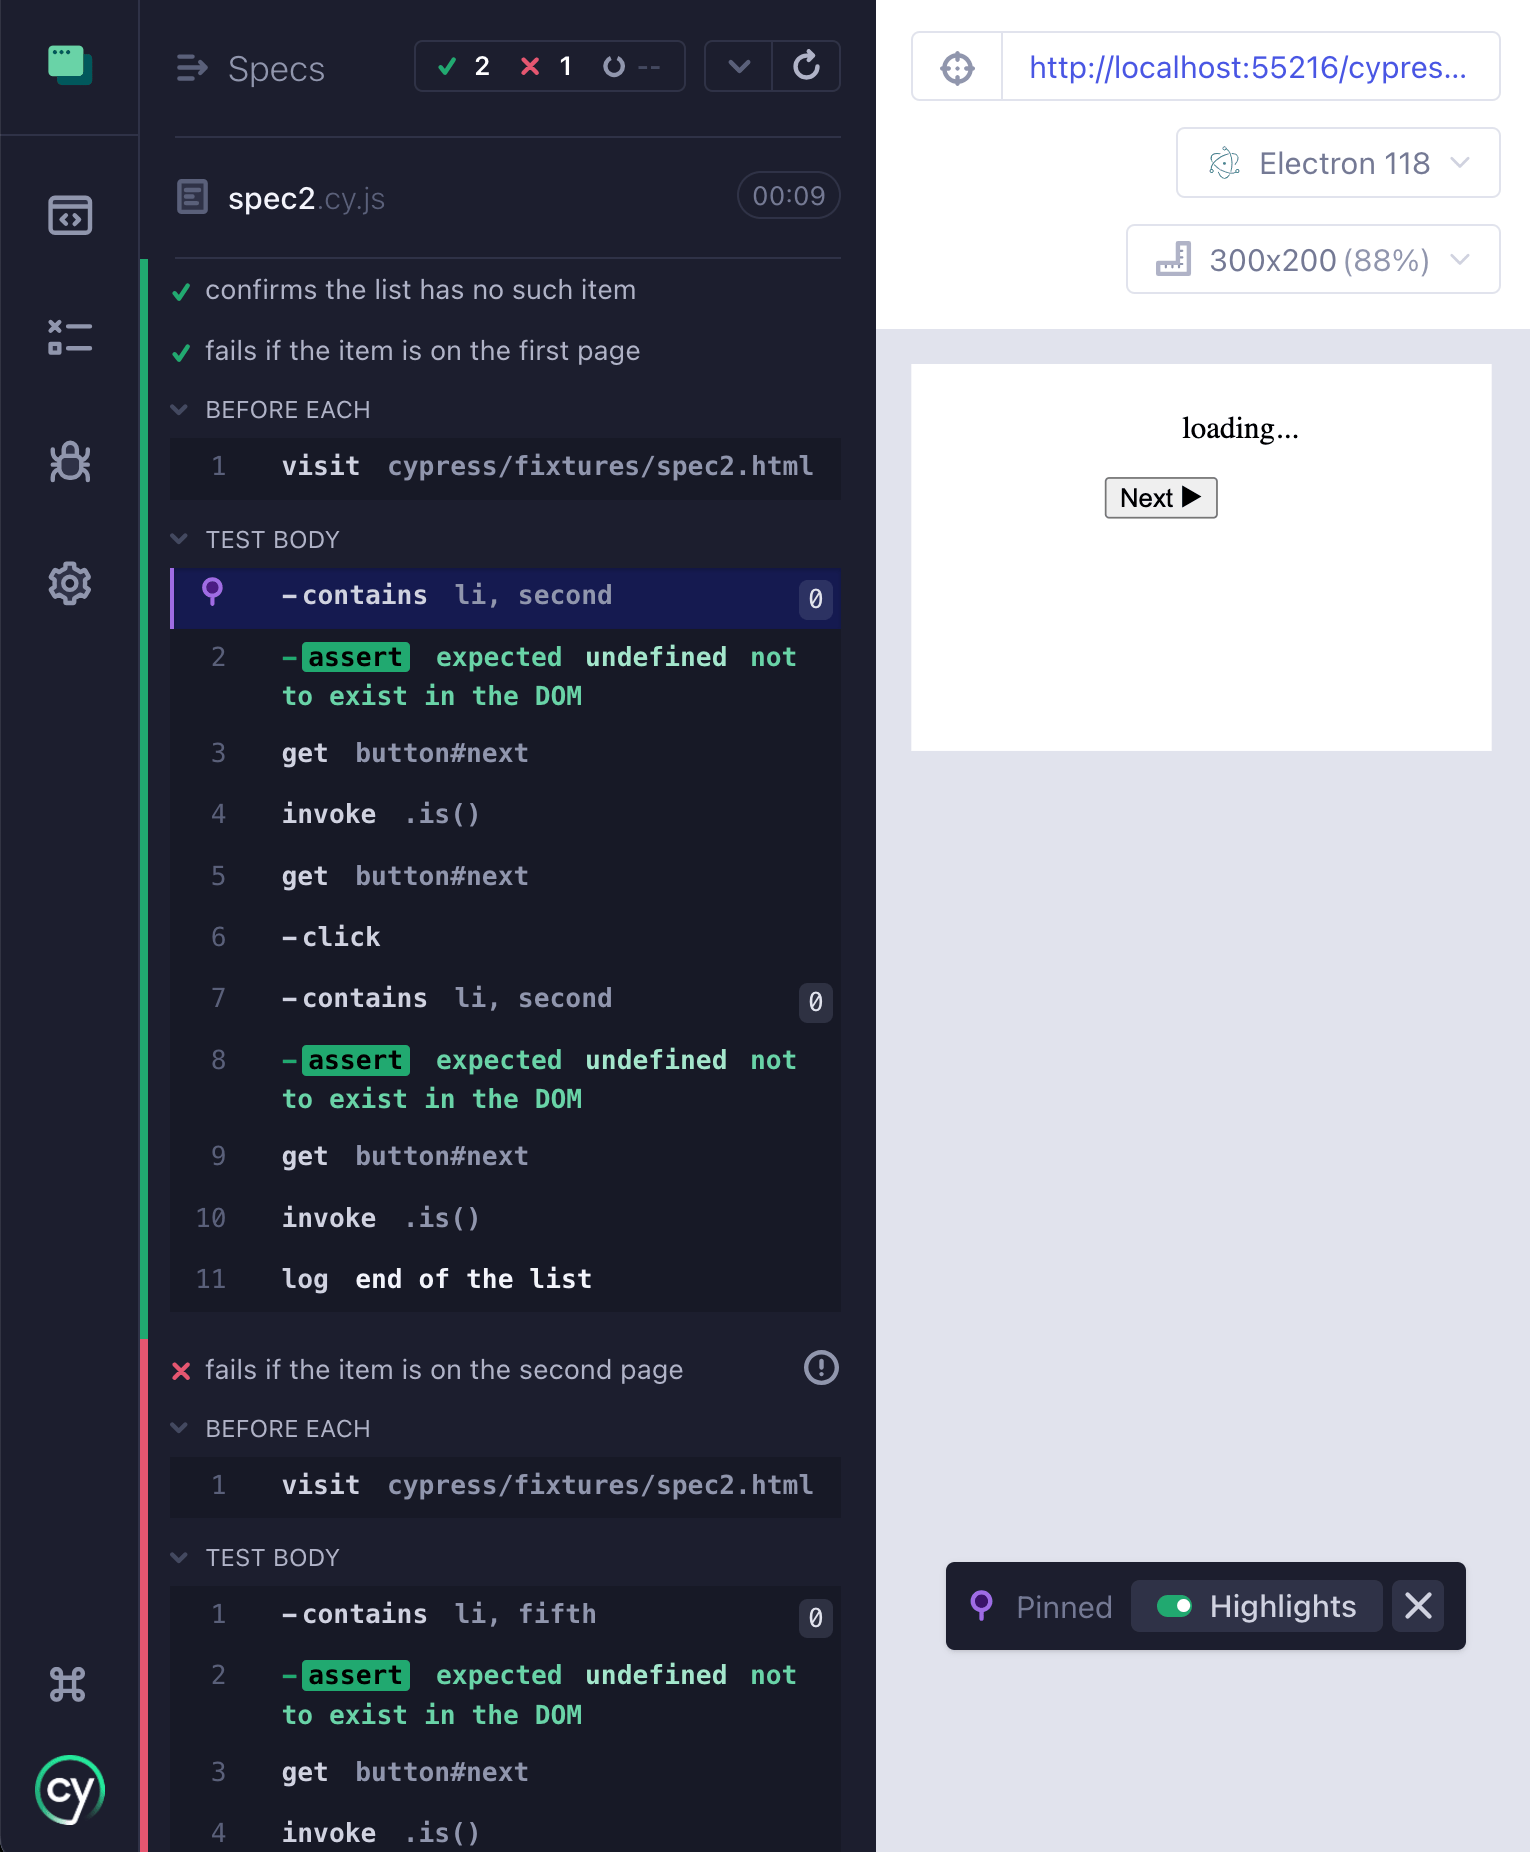 Specs
2
1
--
spec2.cy.js
00:09
confirms the list has no such item
fails if the item is on the first page
BEFORE EACH
1 visit cypress/fixtures/spec2.html
TEST BODY
-contains li, second 0
2 -assert expected undefined not
to exist in the DOM
3 get button#next
4 invoke .is()
5 get button#next
6 -click
7 -contains li, second 0
8 -assert expected undefined not
to exist in the DOM
9 get button#next
10 invoke .is()
11 log end of the list
fails if the item is on the second page
BEFORE EACH
1 visit cypress/fixtures/spec2.html
TEST BODY
1 -contains li, fifth 0
2 -assert expected undefined not
to exist in the DOM
3 get button#next
4 invoke .is()
cy
http://localhost:55216/cypres...
Electron 118
300x200 (88%)
loading...
Next ▶
Pinned
Highlights